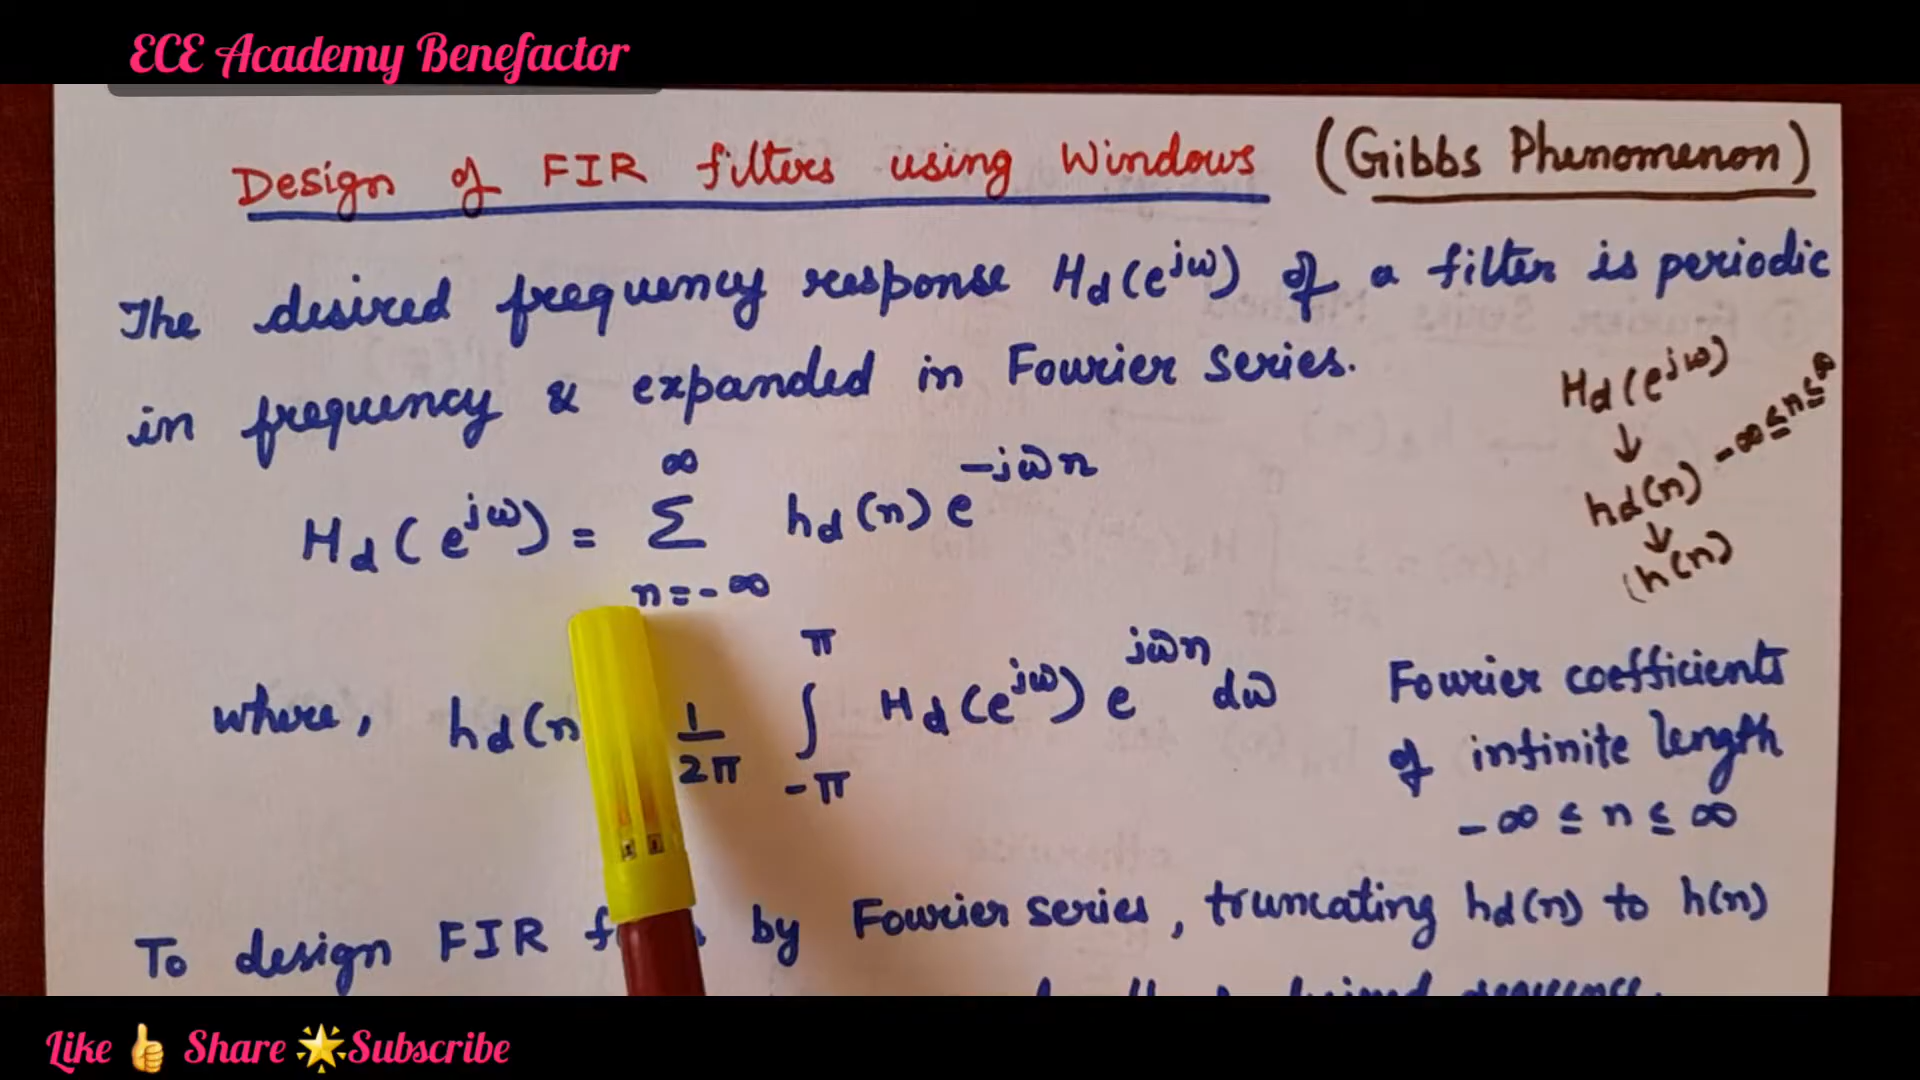 ECE Academy Benefactor
Design of FIR filters using Windows (Gibbs Phenomenon)
The desired frequency response Hd(e^jω) of a filter is periodic
in frequency & expanded in Fourier Series.
Hd(e^jω)
↓
hd(n) -∞≤n≤∞
↓
(h(n)
Hd(e^jω) = ∞ Σ n=-∞ hd(n) e^-jωn
where, hd(n 1/2π ∫ π -π Hd(e^jω) e^jωn dω
Fourier coefficients
of infinite length
-∞ ≤ n ≤ ∞
To design FIR f by Fourier series, truncating hd(n) to h(n)
sequence.
Like 👍 Share 🌟Subscribe